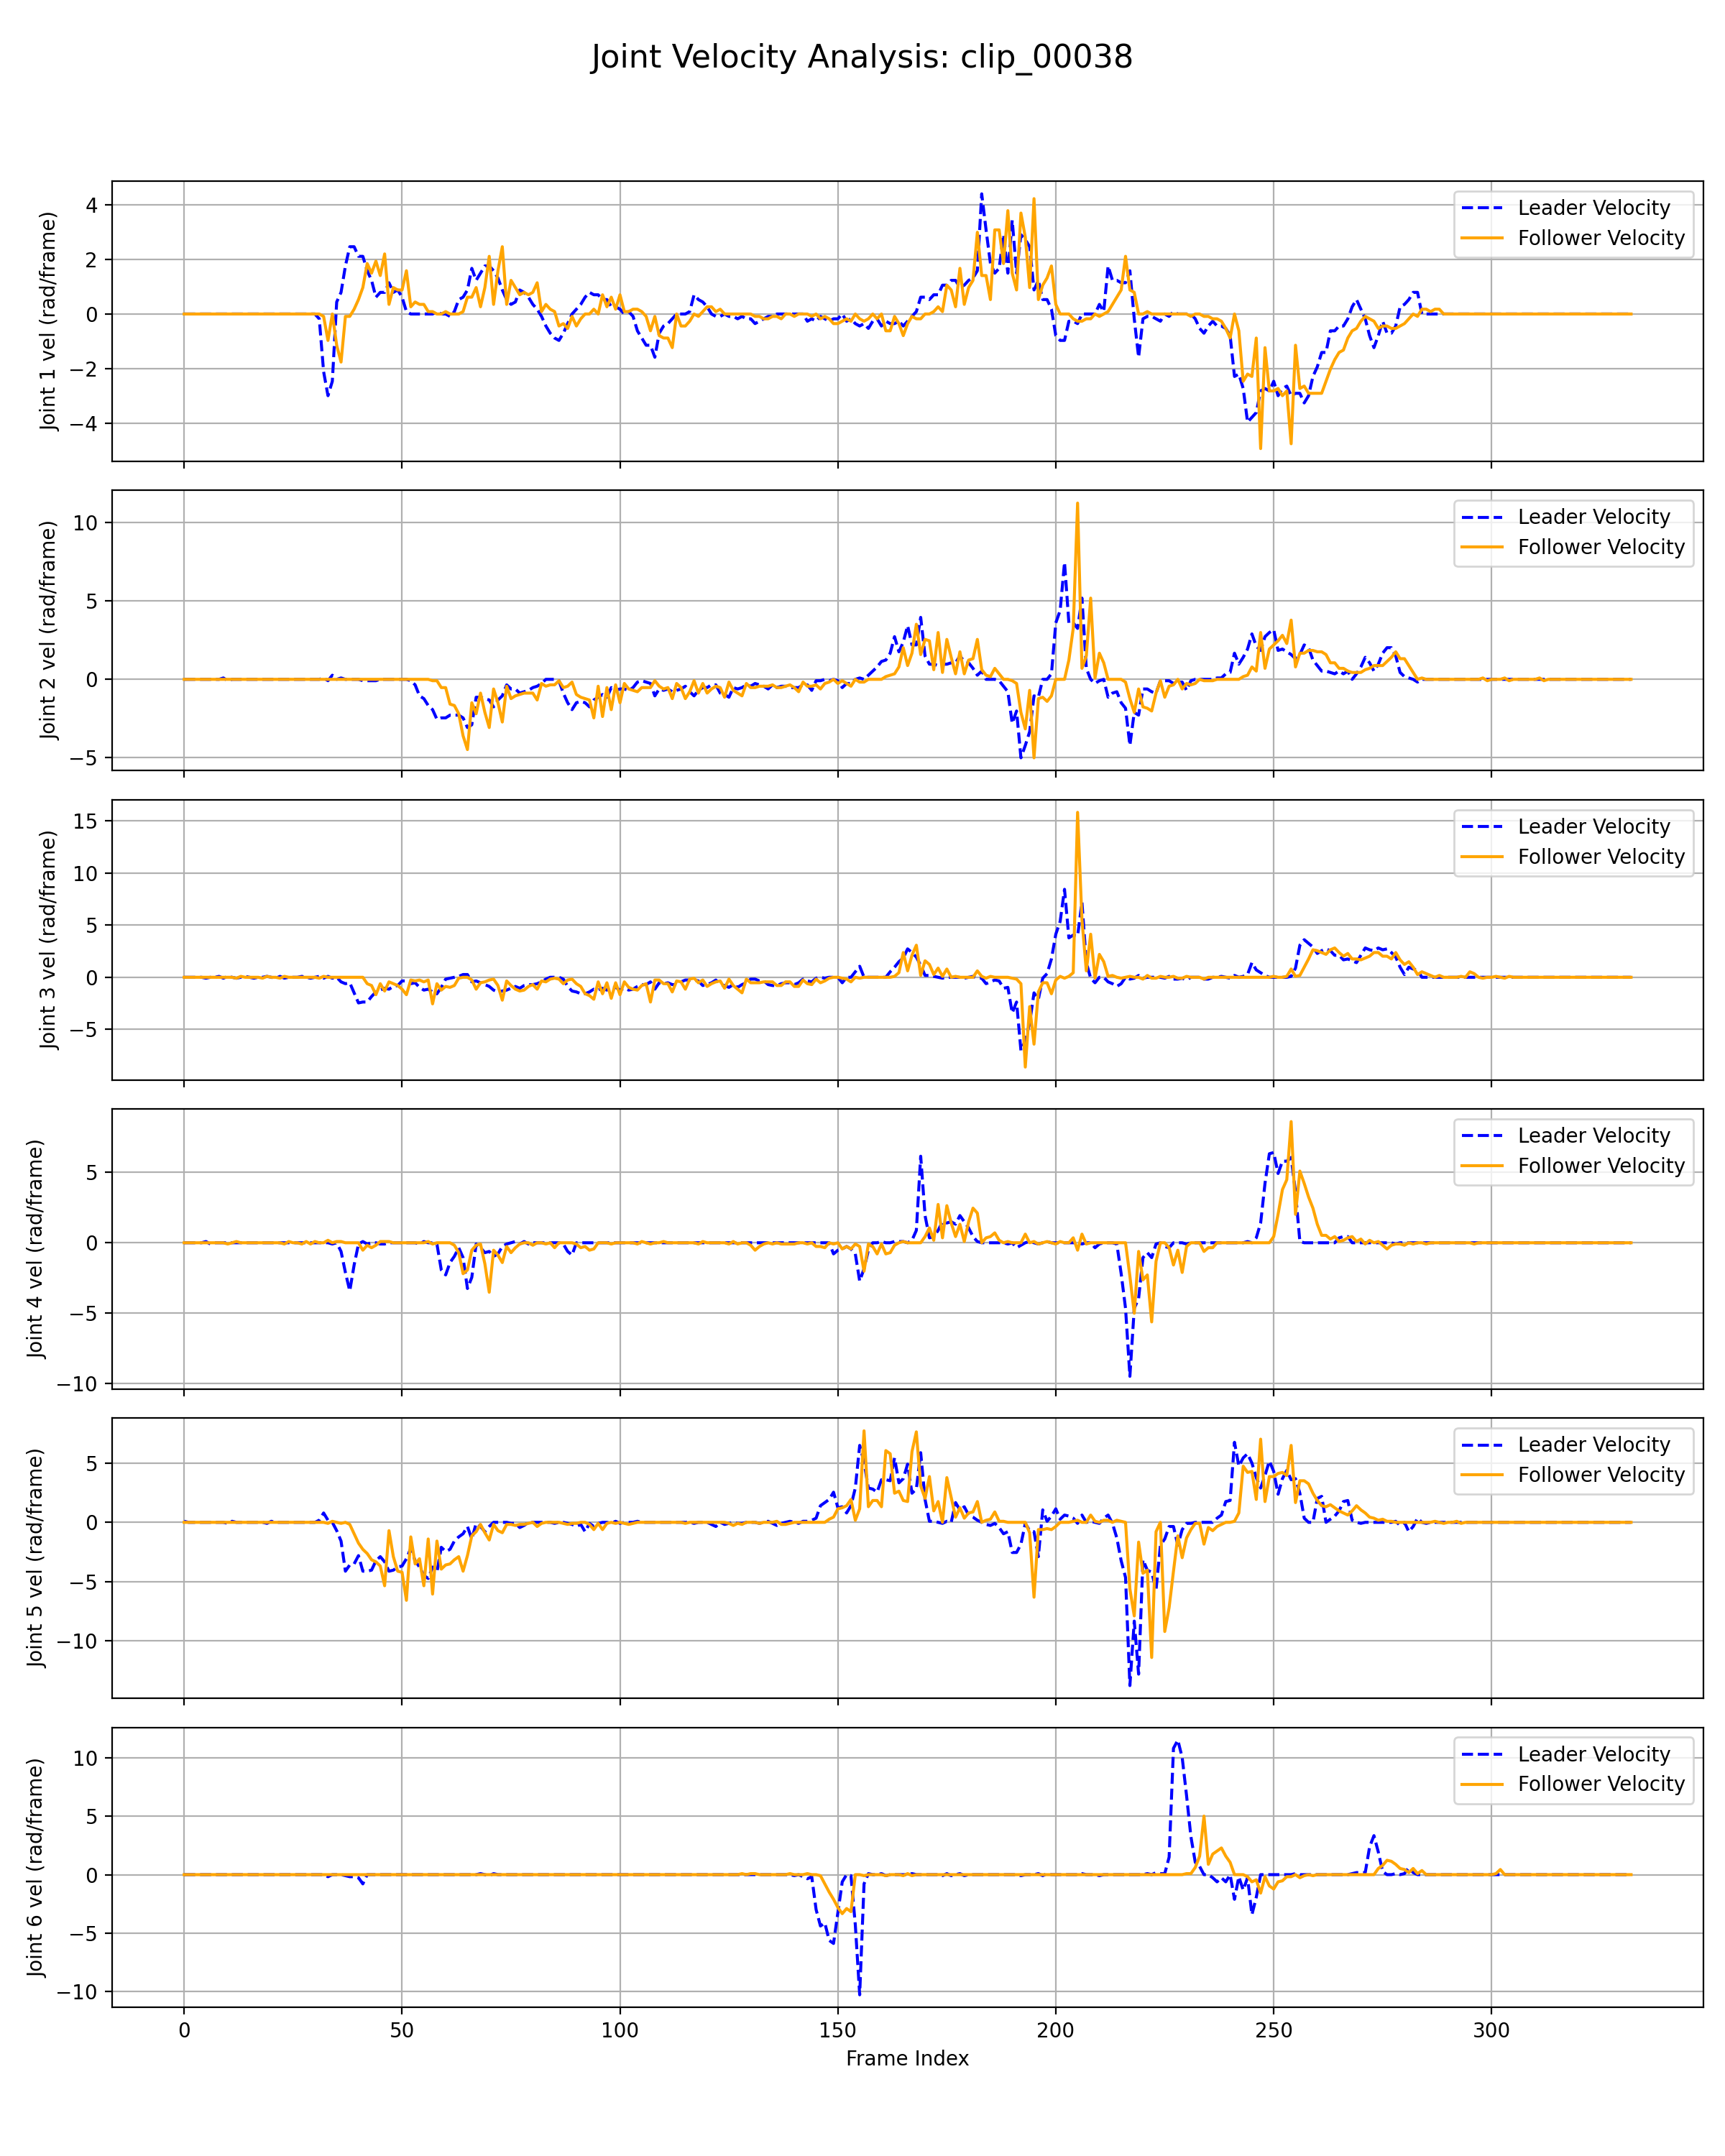 Joint Velocity Analysis: clip_00038
Joint 1 vel (rad/frame)
4
2
0
−2
−4
Leader Velocity
Follower Velocity
Joint 2 vel (rad/frame)
10
5
0
−5
Leader Velocity
Follower Velocity
Joint 3 vel (rad/frame)
15
10
5
0
−5
Leader Velocity
Follower Velocity
Joint 4 vel (rad/frame)
5
0
−5
−10
Leader Velocity
Follower Velocity
Joint 5 vel (rad/frame)
5
0
−5
−10
Leader Velocity
Follower Velocity
Joint 6 vel (rad/frame)
10
5
0
−5
−10
Leader Velocity
Follower Velocity
0 50 100 150 200 250 300
Frame Index